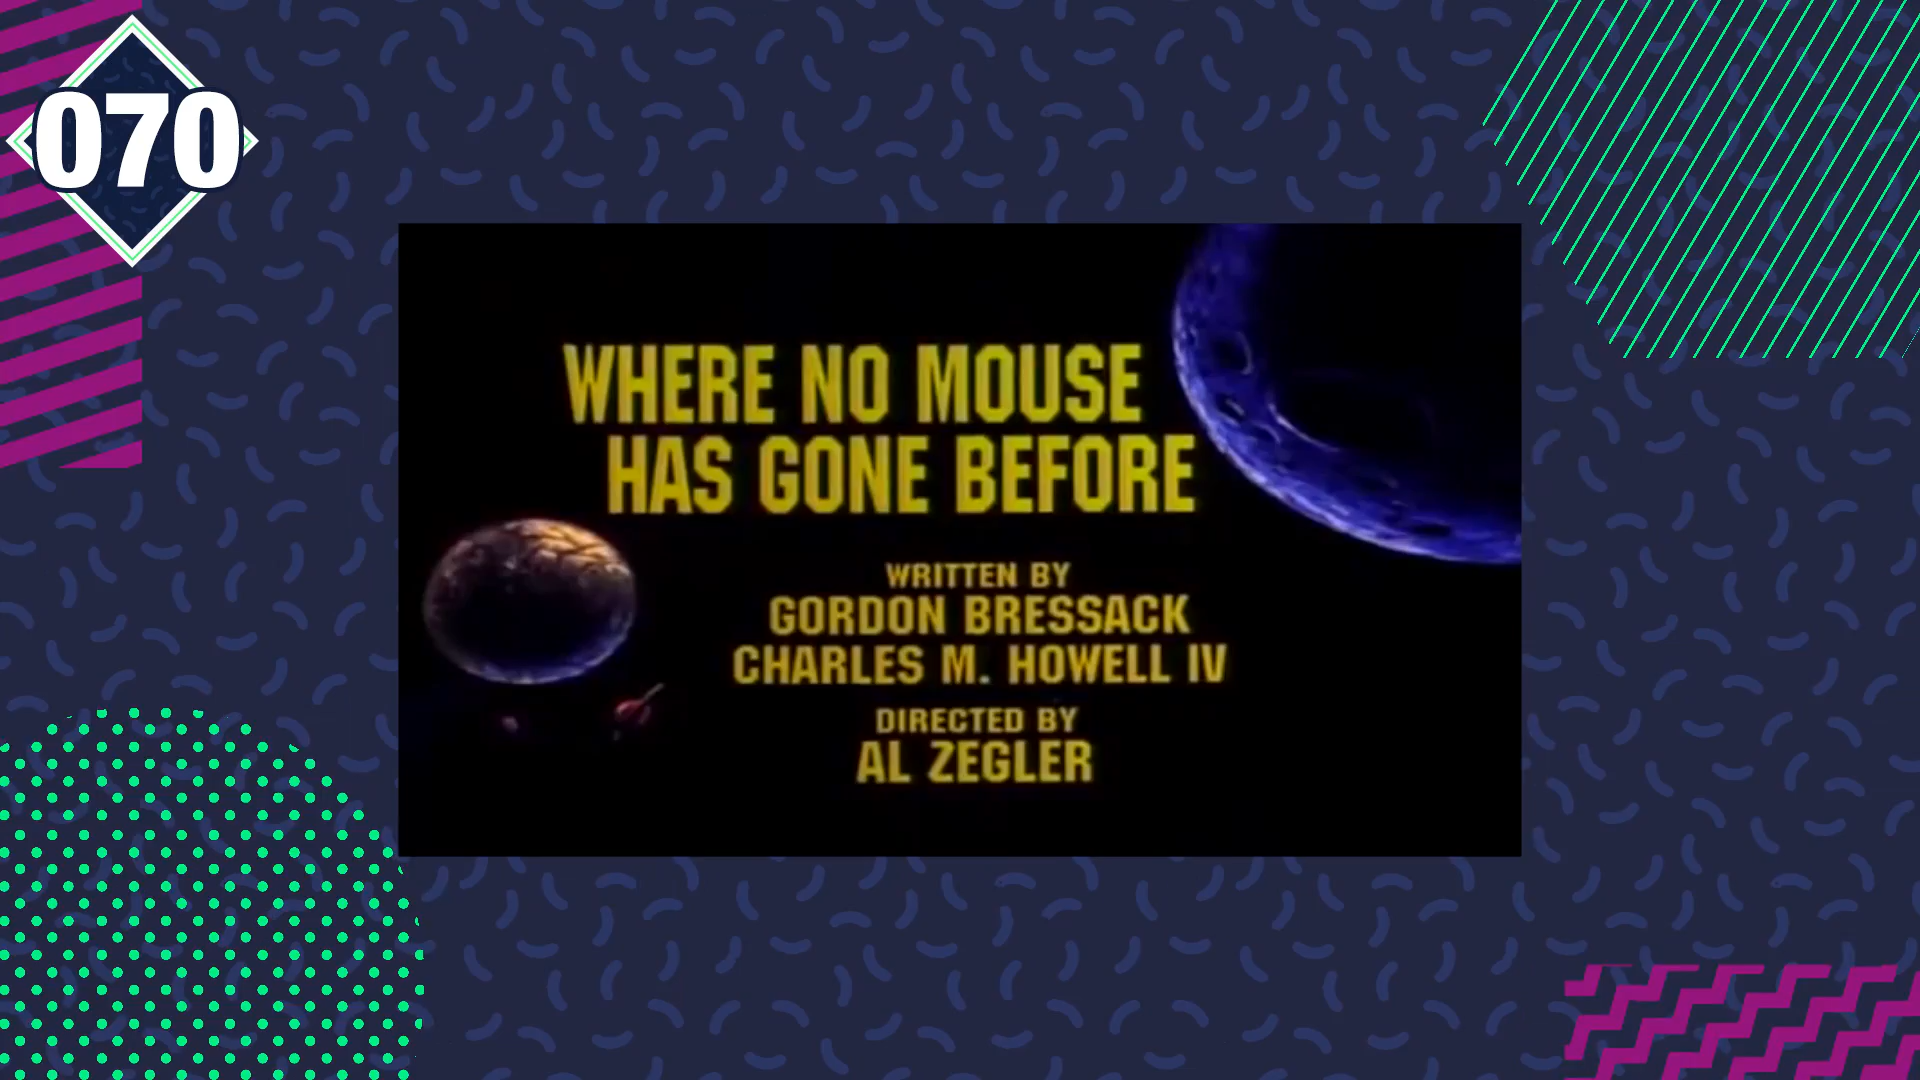 070
WHERE NO MOUSE
HAS GONE BEFORE
WRITTEN BY
GORDON BRESSACK
CHARLES M. HOWELL IV
DIRECTED BY
AL ZEGLER